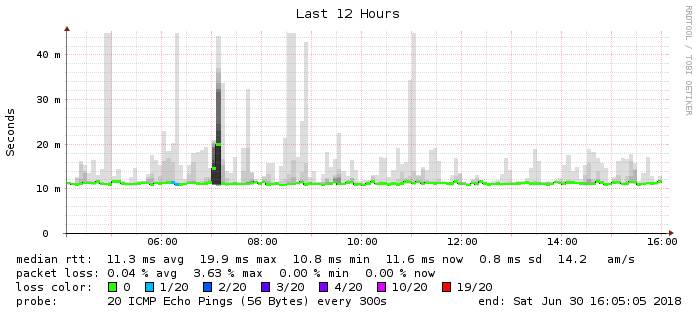 Last 12 Hours
RRDTOOL / TOBI OETIKER
Seconds
40 m
30 m
20 m
10 m
0
06:00 08:00 10:00 12:00 14:00 16:00
median rtt: 11.3 ms avg 19.9 ms max 10.8 ms min 11.6 ms now 0.8 ms sd 14.2 am/s
packet loss: 0.04 % avg 3.63 % max 0.00 % min 0.00 % now
loss color: 0 1/20 2/20 3/20 4/20 10/20 19/20
probe: 20 ICMP Echo Pings (56 Bytes) every 300s end: Sat Jun 30 16:05:05 2018